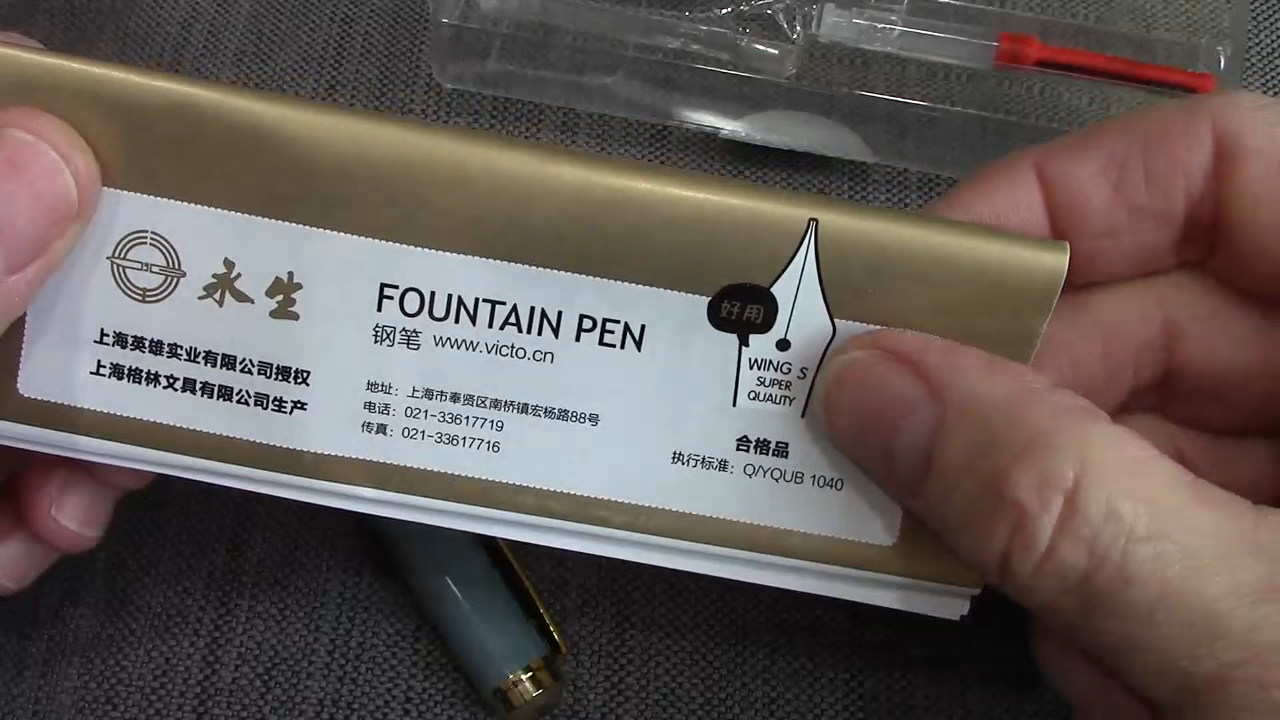 永生
上海英雄实业有限公司授权
上海格林文具有限公司生产
FOUNTAIN PEN
钢笔 www.victo.cn
地址：上海市奉贤区南桥镇宏杨路88号
电话：021-33617719
传真：021-33617716
好用
WING S
SUPER
QUALITY
合格品
执行标准：Q/YQUB 1040